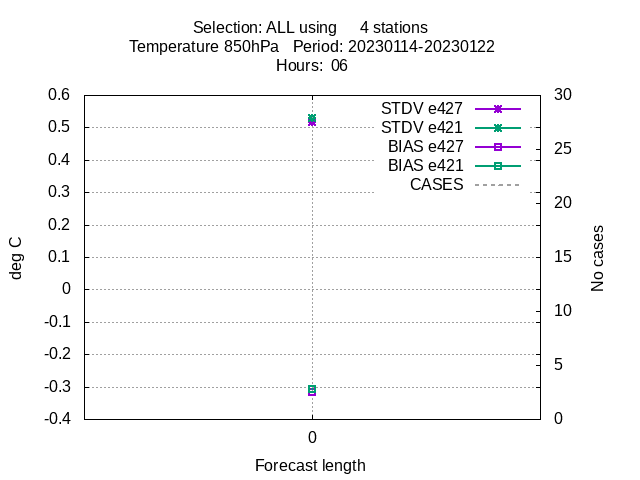 Selection: ALL using 4 stations
Temperature 850hPa Period: 20230114-20230122
Hours: 06
0.6
0.5
0.4
0.3
0.2
0.1
0
-0.1
-0.2
-0.3
-0.4
deg C
STDV e427
STDV e421
BIAS e427
BIAS e421
CASES
30
25
20
15
10
5
0
No cases
0
Forecast length